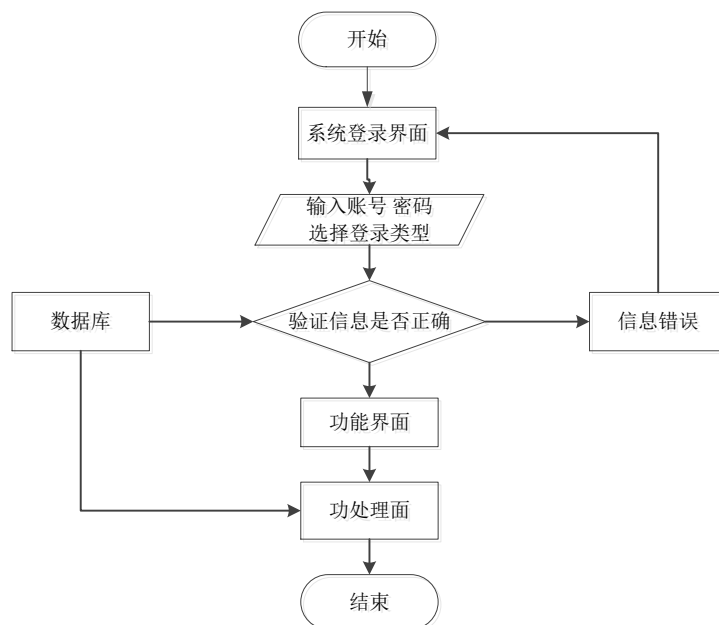 开始
系统登录界面
输入账号 密码
选择登录类型
数据库
验证信息是否正确
信息错误
功能界面
功处理面
结束